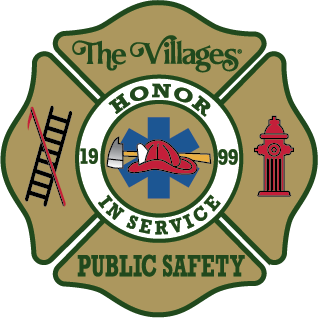 The Villages®
HONOR
19 99
IN SERVICE
PUBLIC SAFETY